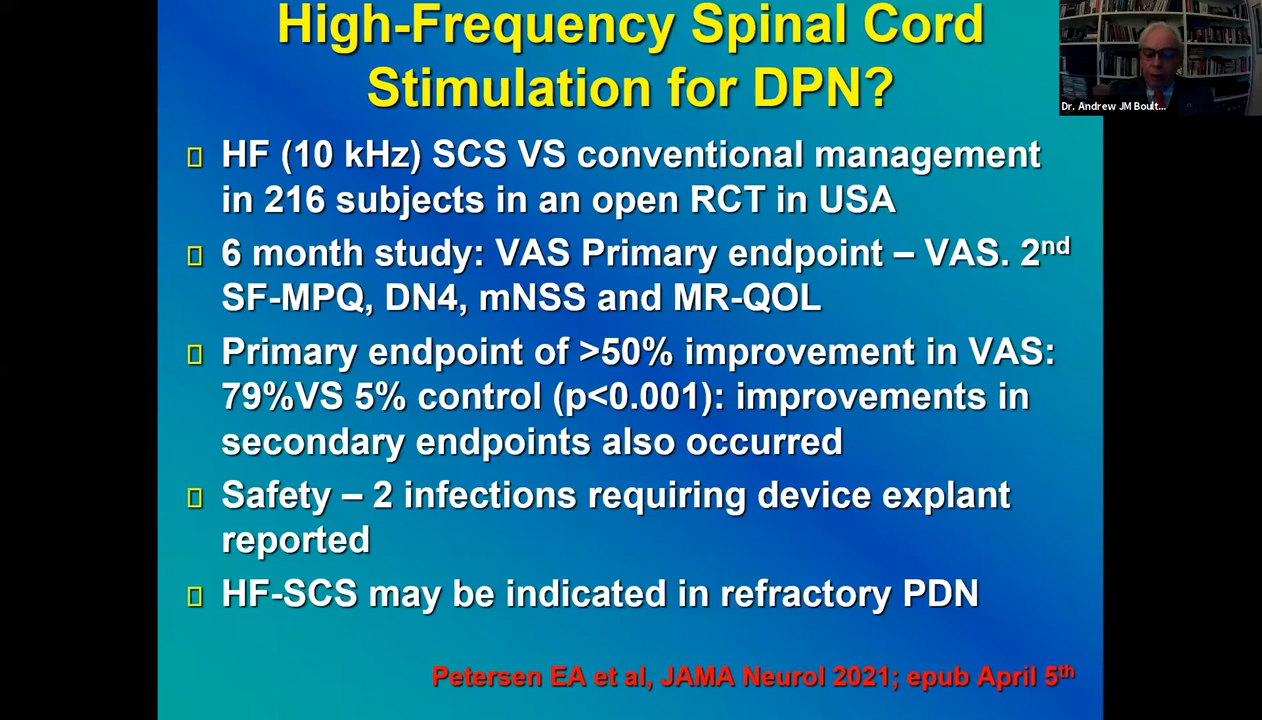 High-Frequency Spinal Cord
Stimulation for DPN?
Dr. Andrew JM Boult...
HF (10 kHz) SCS VS conventional management
in 216 subjects in an open RCT in USA
6 month study: VAS Primary endpoint – VAS. 2nd
SF-MPQ, DN4, mNSS and MR-QOL
Primary endpoint of >50% improvement in VAS:
79%VS 5% control (p<0.001): improvements in
secondary endpoints also occurred
Safety – 2 infections requiring device explant
reported
HF-SCS may be indicated in refractory PDN
Petersen EA et al, JAMA Neurol 2021; epub April 5th